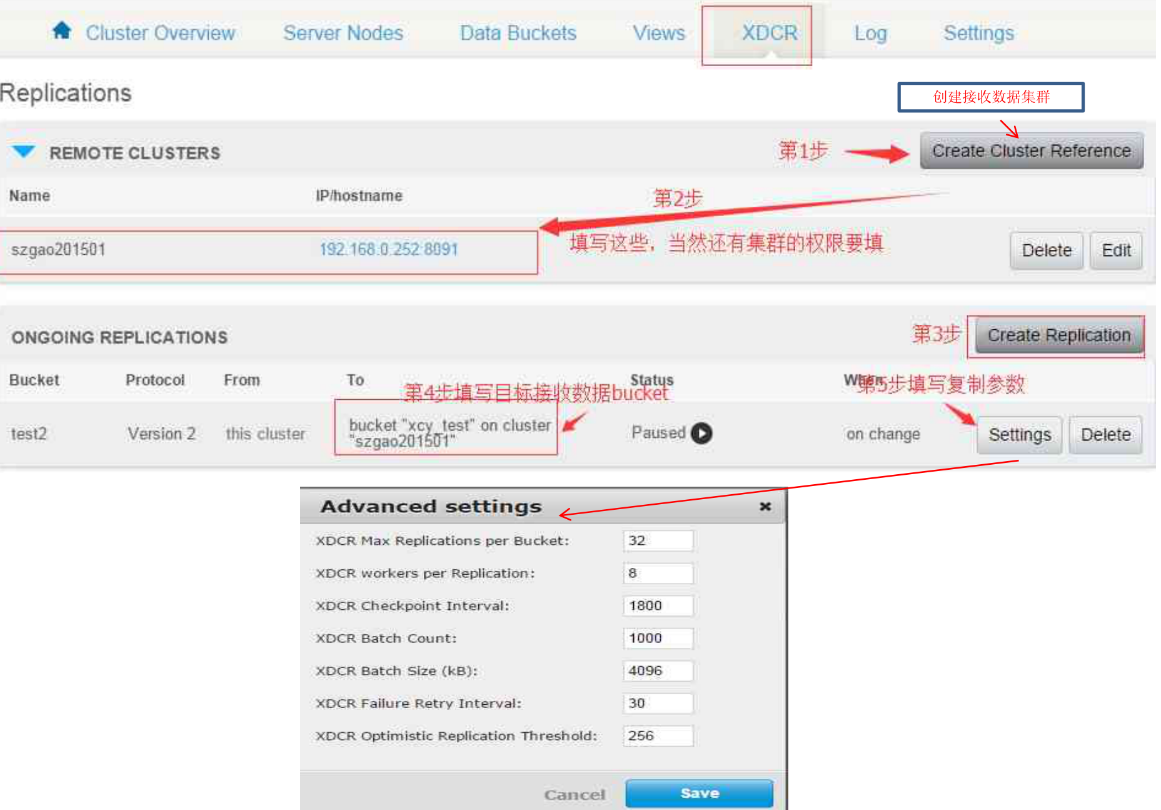 Cluster Overview Server Nodes Data Buckets Views XDCR Log Settings
Replications
创建接收数据集群
REMOTE CLUSTERS
第1步
Create Cluster Reference
Name IP/hostname
第2步
szgao201501 192.168.0.252:8091
填写这些，当然还有集群的权限要填
Delete Edit
ONGOING REPLICATIONS
第3步
Create Replication
Bucket Protocol From To Status When
第4步填写目标接收数据bucket
第5步填写复制参数
test2 Version 2 this cluster
bucket "xcy_test" on cluster
"szgao201501"
Paused on change Settings Delete
Advanced settings
XDCR Max Replications per Bucket: 32
XDCR workers per Replication: 8
XDCR Checkpoint Interval: 1800
XDCR Batch Count: 1000
XDCR Batch Size (kB): 4096
XDCR Failure Retry Interval: 30
XDCR Optimistic Replication Threshold: 256
Cancel Save